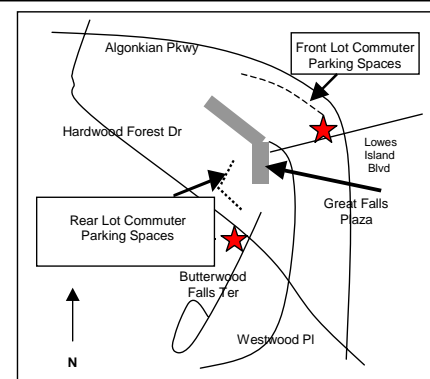 Algonkian Pkwy
Front Lot Commuter
Parking Spaces
Hardwood Forest Dr
Lowes
Island
Blvd
Great Falls
Plaza
Rear Lot Commuter
Parking Spaces
Butterwood
Falls Ter
Westwood Pl
N